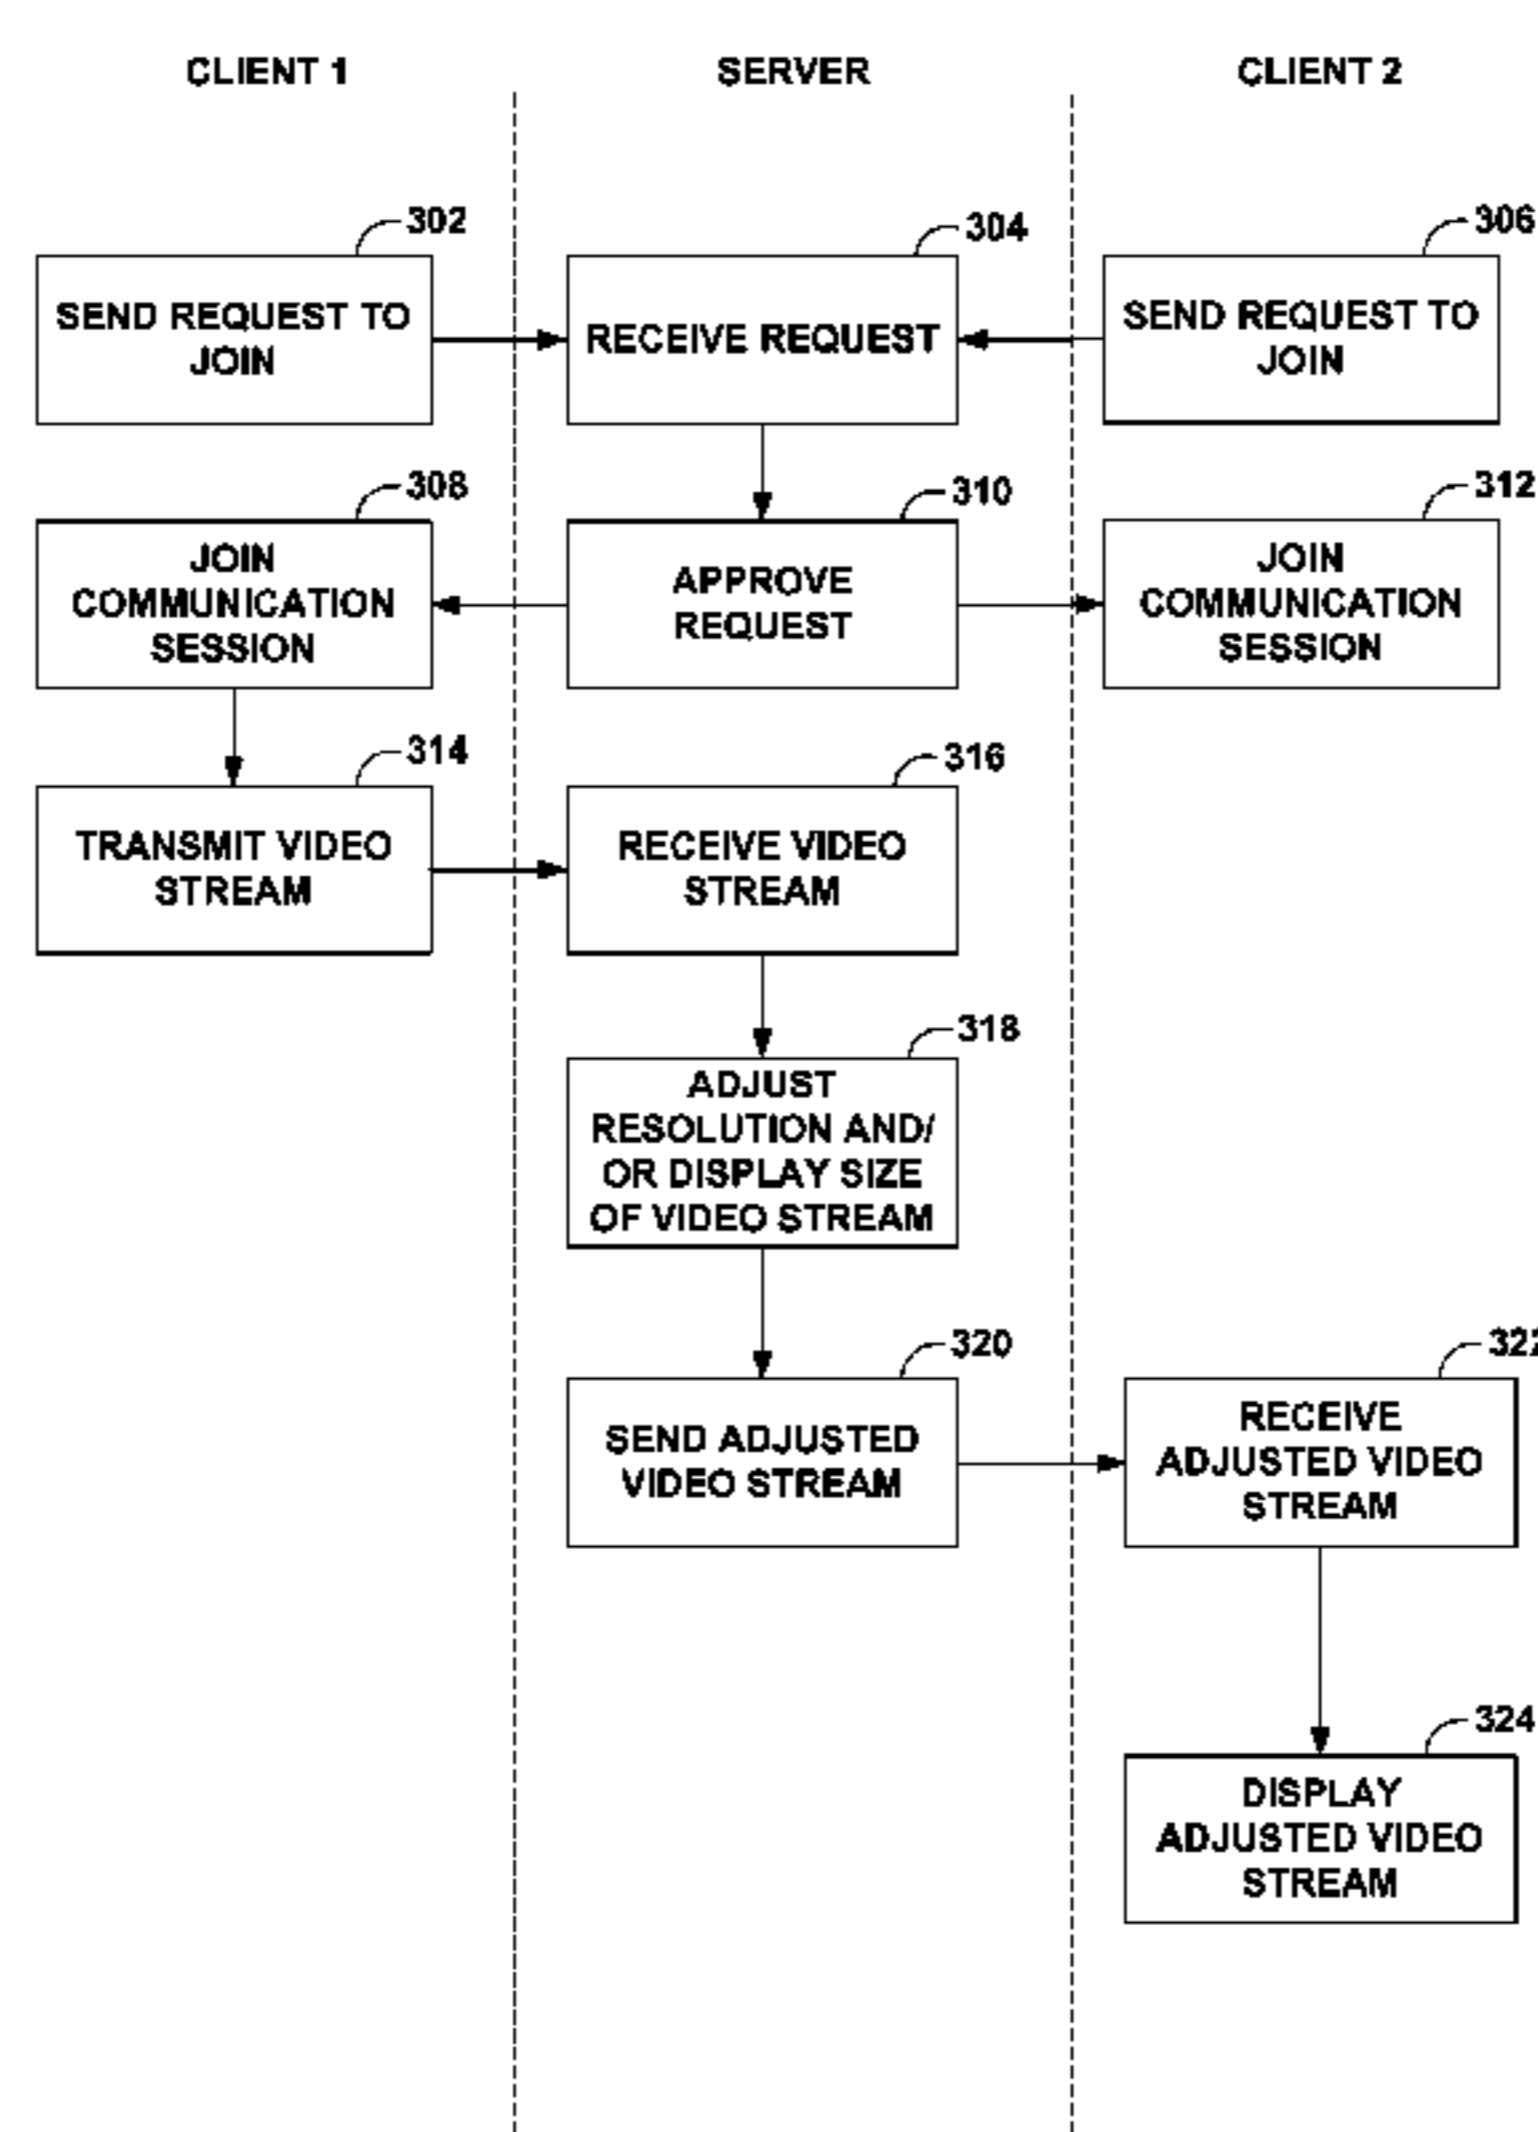 CLIENT 1
SERVER
CLIENT 2
302
304
306
SEND REQUEST TO
JOIN
RECEIVE REQUEST
SEND REQUEST TO
JOIN
308
310
312
JOIN
COMMUNICATION
SESSION
APPROVE
REQUEST
JOIN
COMMUNICATION
SESSION
314
316
TRANSMIT VIDEO
STREAM
RECEIVE VIDEO
STREAM
318
ADJUST
RESOLUTION AND/
OR DISPLAY SIZE
OF VIDEO STREAM
320
322
SEND ADJUSTED
VIDEO STREAM
RECEIVE
ADJUSTED VIDEO
STREAM
324
DISPLAY
ADJUSTED VIDEO
STREAM